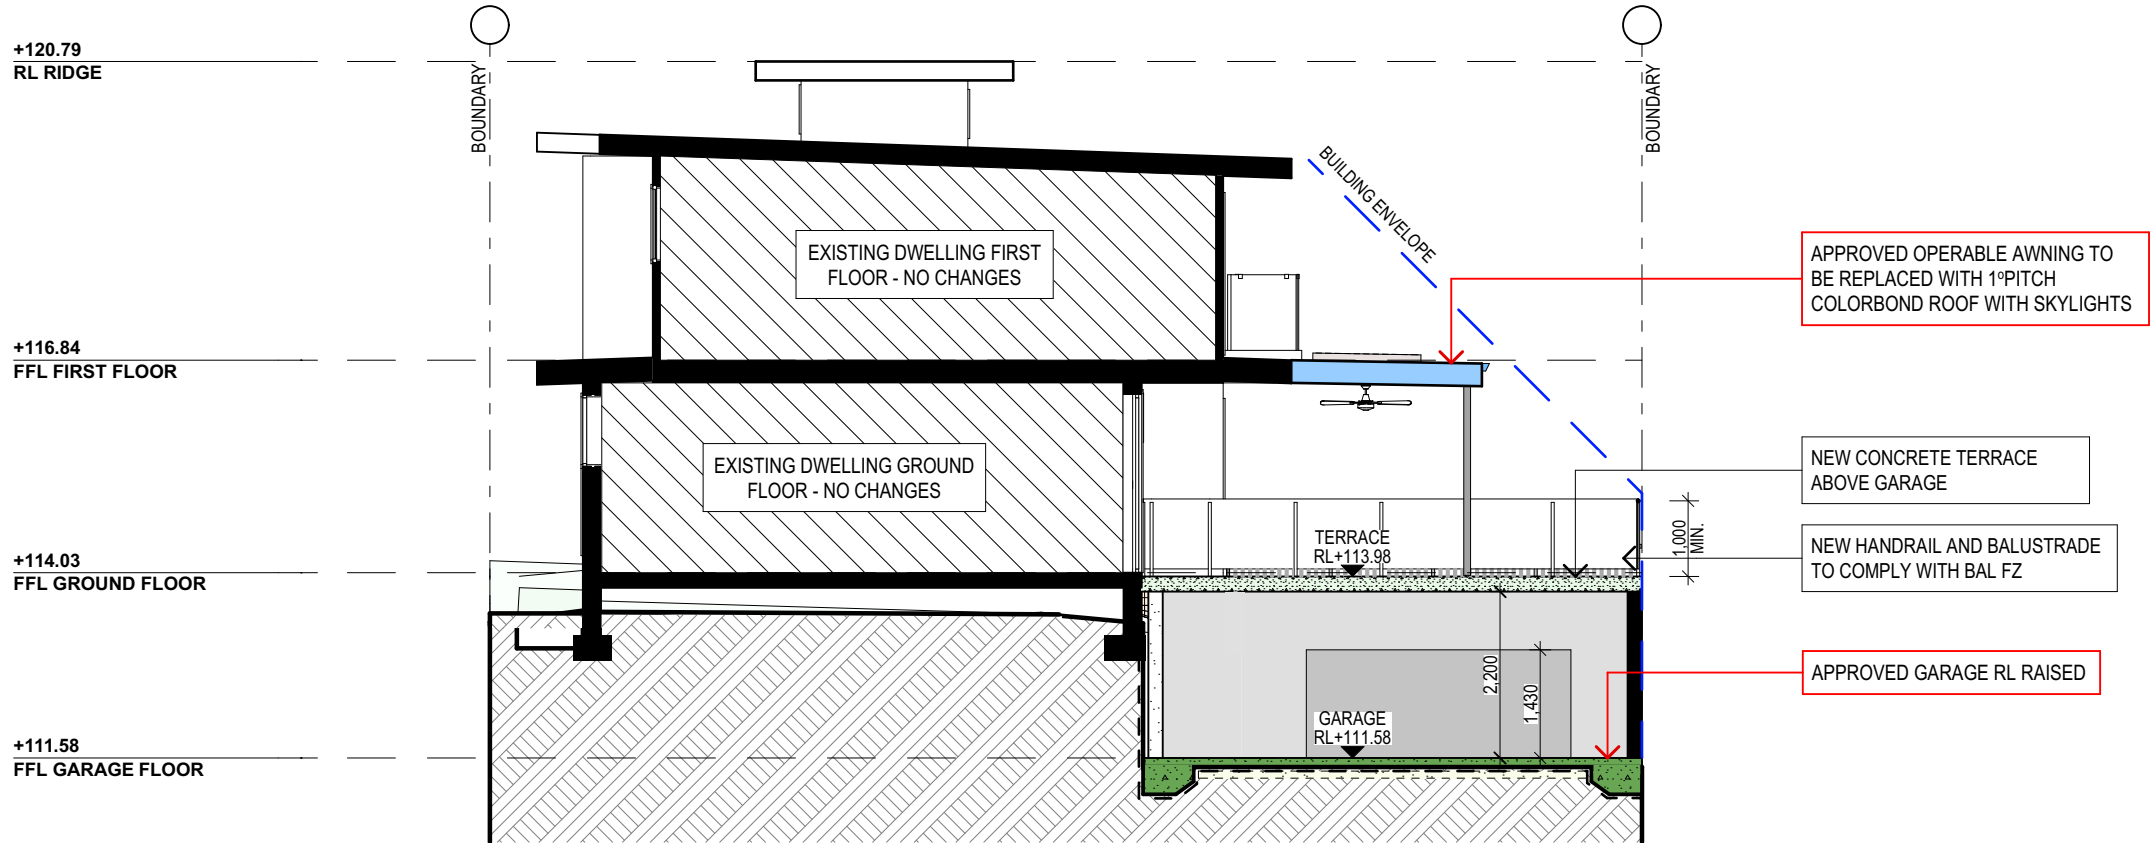 +120.79
RL RIDGE
BOUNDARY
BOUNDARY
BUILDING ENVELOPE
EXISTING DWELLING FIRST
FLOOR - NO CHANGES
APPROVED OPERABLE AWNING TO
BE REPLACED WITH 1ºPITCH
COLORBOND ROOF WITH SKYLIGHTS
+116.84
FFL FIRST FLOOR
EXISTING DWELLING GROUND
FLOOR - NO CHANGES
NEW CONCRETE TERRACE
ABOVE GARAGE
1,000
MIN.
TERRACE
RL+113.98
NEW HANDRAIL AND BALUSTRADE
TO COMPLY WITH BAL FZ
+114.03
FFL GROUND FLOOR
2,200
1,430
APPROVED GARAGE RL RAISED
GARAGE
RL+111.58
+111.58
FFL GARAGE FLOOR